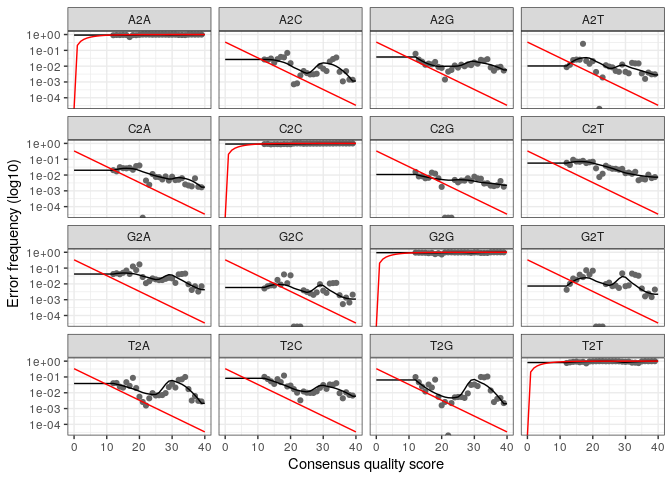 A2A A2C A2G A2T
1e+00
1e-01
1e-02
1e-03
1e-04
C2A C2C C2G C2T
1e+00
1e-01
1e-02
1e-03
1e-04
G2A G2C G2G G2T
1e+00
1e-01
1e-02
1e-03
1e-04
T2A T2C T2G T2T
1e+00
1e-01
1e-02
1e-03
1e-04
0 10 20 30 40 0 10 20 30 40 0 10 20 30 40 0 10 20 30 40
Consensus quality score
Error frequency (log10)